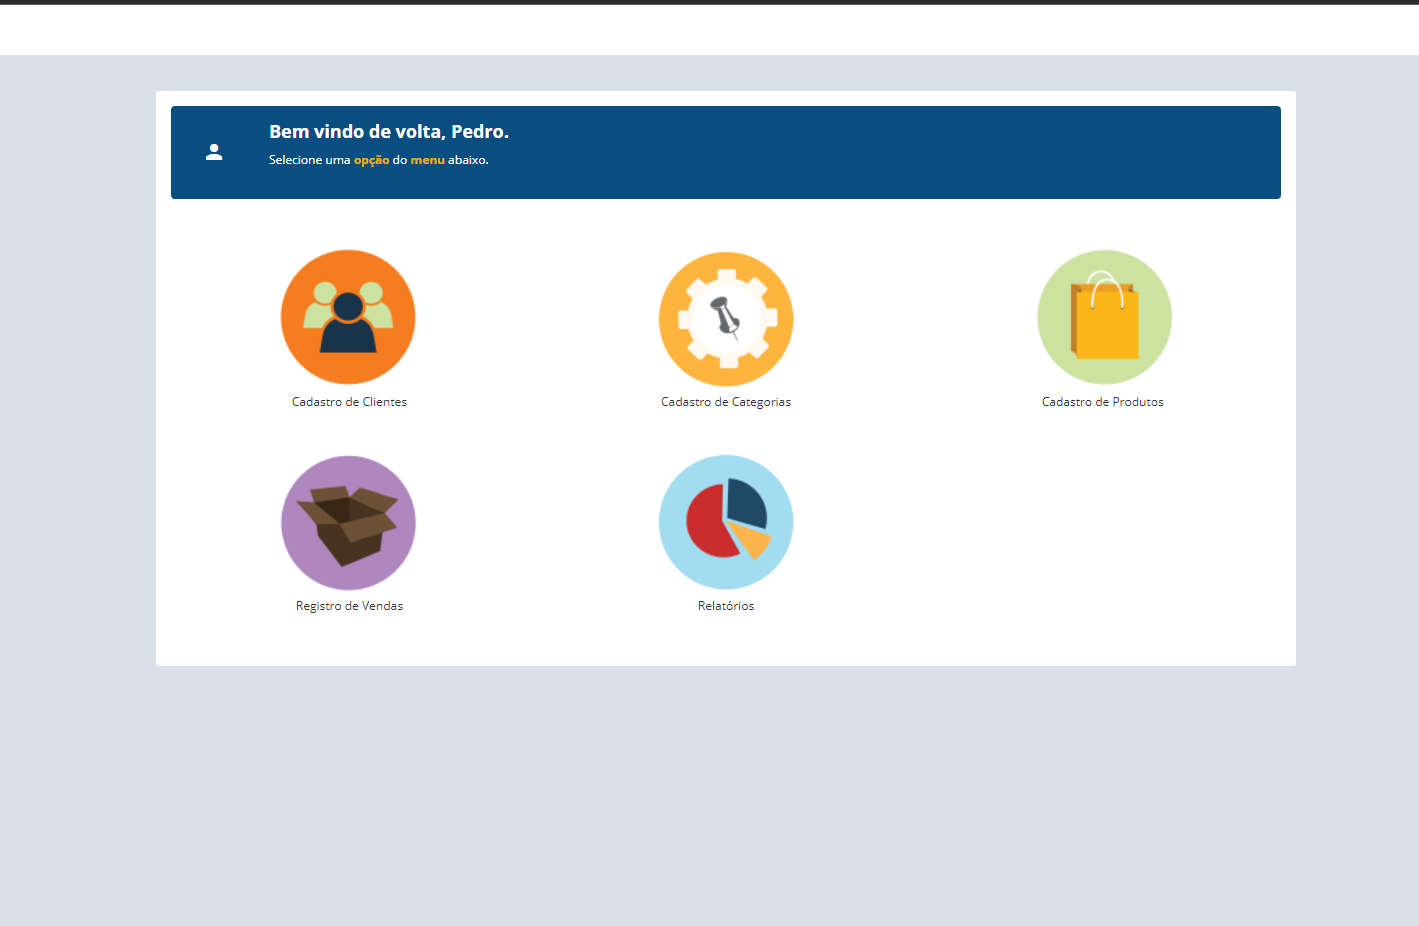 Bem vindo de volta, Pedro.
Selecione uma opção do menu abaixo.
Cadastro de Clientes
Cadastro de Categorias
Cadastro de Produtos
Registro de Vendas
Relatórios